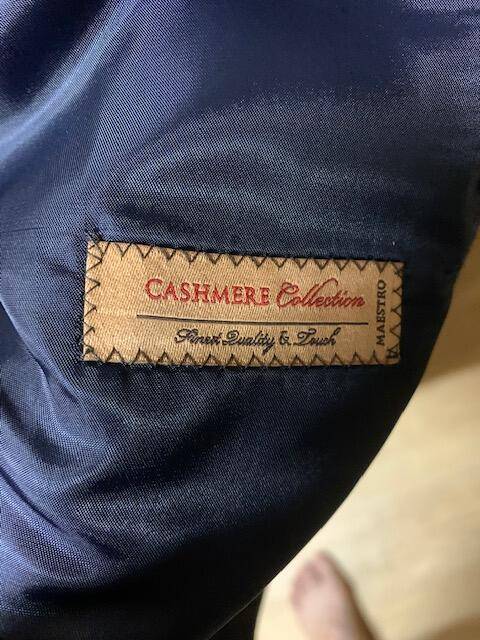 CASHMERE Collection
Finest Quality & Touch
MAESTRO